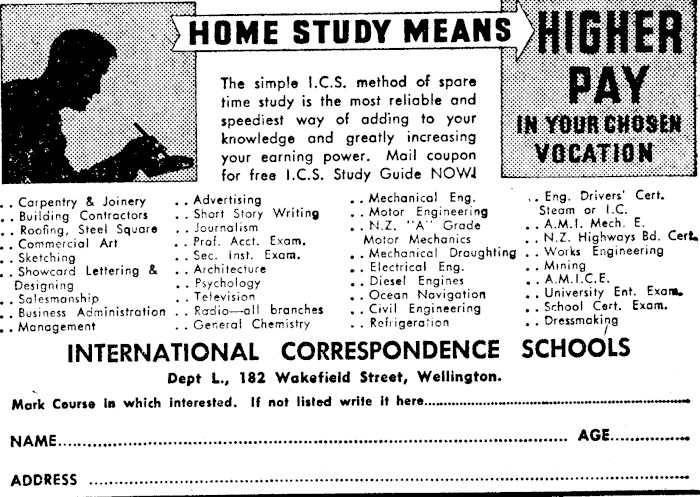 HOME STUDY MEANS
HIGHER
PAY
IN YOUR CHOSEN
VOCATION
The simple I.C.S. method of spare
time study is the most reliable and
speediest way of adding to your
knowledge and greatly increasing
your earning power. Mail coupon
for free I.C.S. Study Guide NOW!
. . Carpentry & Joinery
. . Building Contractors
. . Roofing, Steel Square
. . Commercial Art
. . Sketching
. . Showcard Lettering &
Designing
. . Salesmanship
. . Business Administration
. . Management
. . Advertising
. . Short Story Writing
. . Journalism
. . Prof. Acct. Exam.
. . Sec. Inst. Exam.
. . Architecture
. . Psychology
. . Television
. . Radio—all branches
. . General Chemistry
. . Mechanical Eng.
. . Motor Engineering
. . N.Z. "A" Grade
Motor Mechanics
. . Mechanical Draughting
. . Electrical Eng.
. . Diesel Engines
. . Ocean Navigation
. . Civil Engineering
. . Refrigeration
. . Eng. Drivers' Cert.
Steam or I.C.
. . A.M.I. Mech. E.
. . N.Z. Highways Bd. Cert.
. . Works Engineering
. . Mining
. . A.M.I.C.E.
. . University Ent. Exam.
. . School Cert. Exam.
. . Dressmaking
INTERNATIONAL CORRESPONDENCE SCHOOLS
Dept L., 182 Wakefield Street, Wellington.
Mark Course in which interested. If not listed write it here..........
NAME.......... AGE..........
ADDRESS ..........